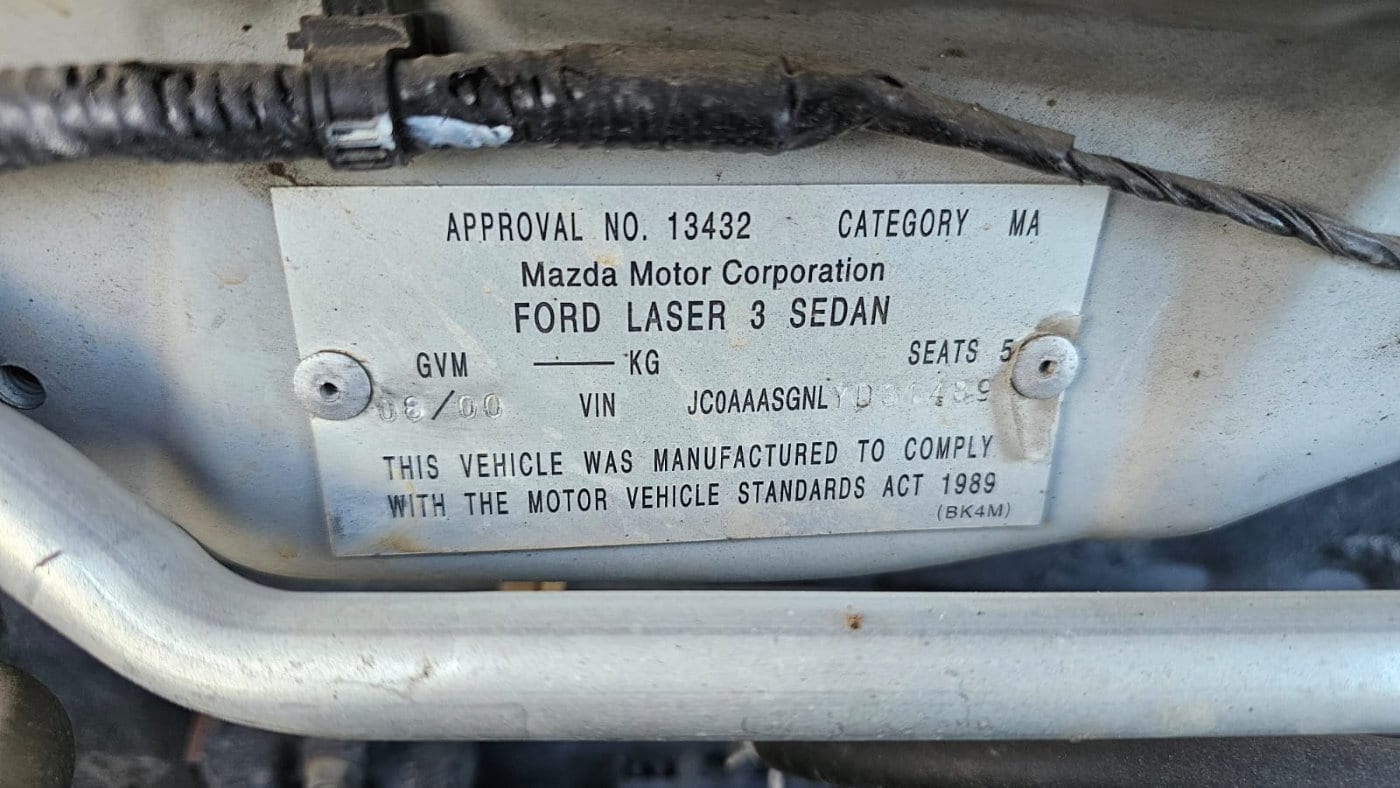 APPROVAL NO. 13432 CATEGORY MA
Mazda Motor Corporation
FORD LASER 3 SEDAN
GVM ——— KG SEATS 5
08/00 VIN
THIS VEHICLE WAS MANUFACTURED TO COMPLY
WITH THE MOTOR VEHICLE STANDARDS ACT 1989
(BK4M)